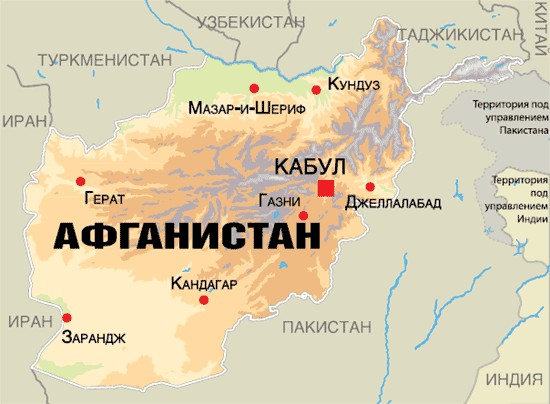 УЗБЕКИСТАН
ТАДЖИКИСТАН
КИТАЙ
ТУРКМЕНИСТАН
КУНДУЗ
МАЗАР-И-ШЕРИФ
Территория под
управлением
Пакистана
ИРАН
КАБУЛ
Территория
под
управлением
Индии
ГЕРАТ
ГАЗНИ
ДЖЕЛЛАЛАБАД
АФГАНИСТАН
КАНДАГАР
ИРАН
ЗАРАНДЖ
ПАКИСТАН
ИНДИЯ